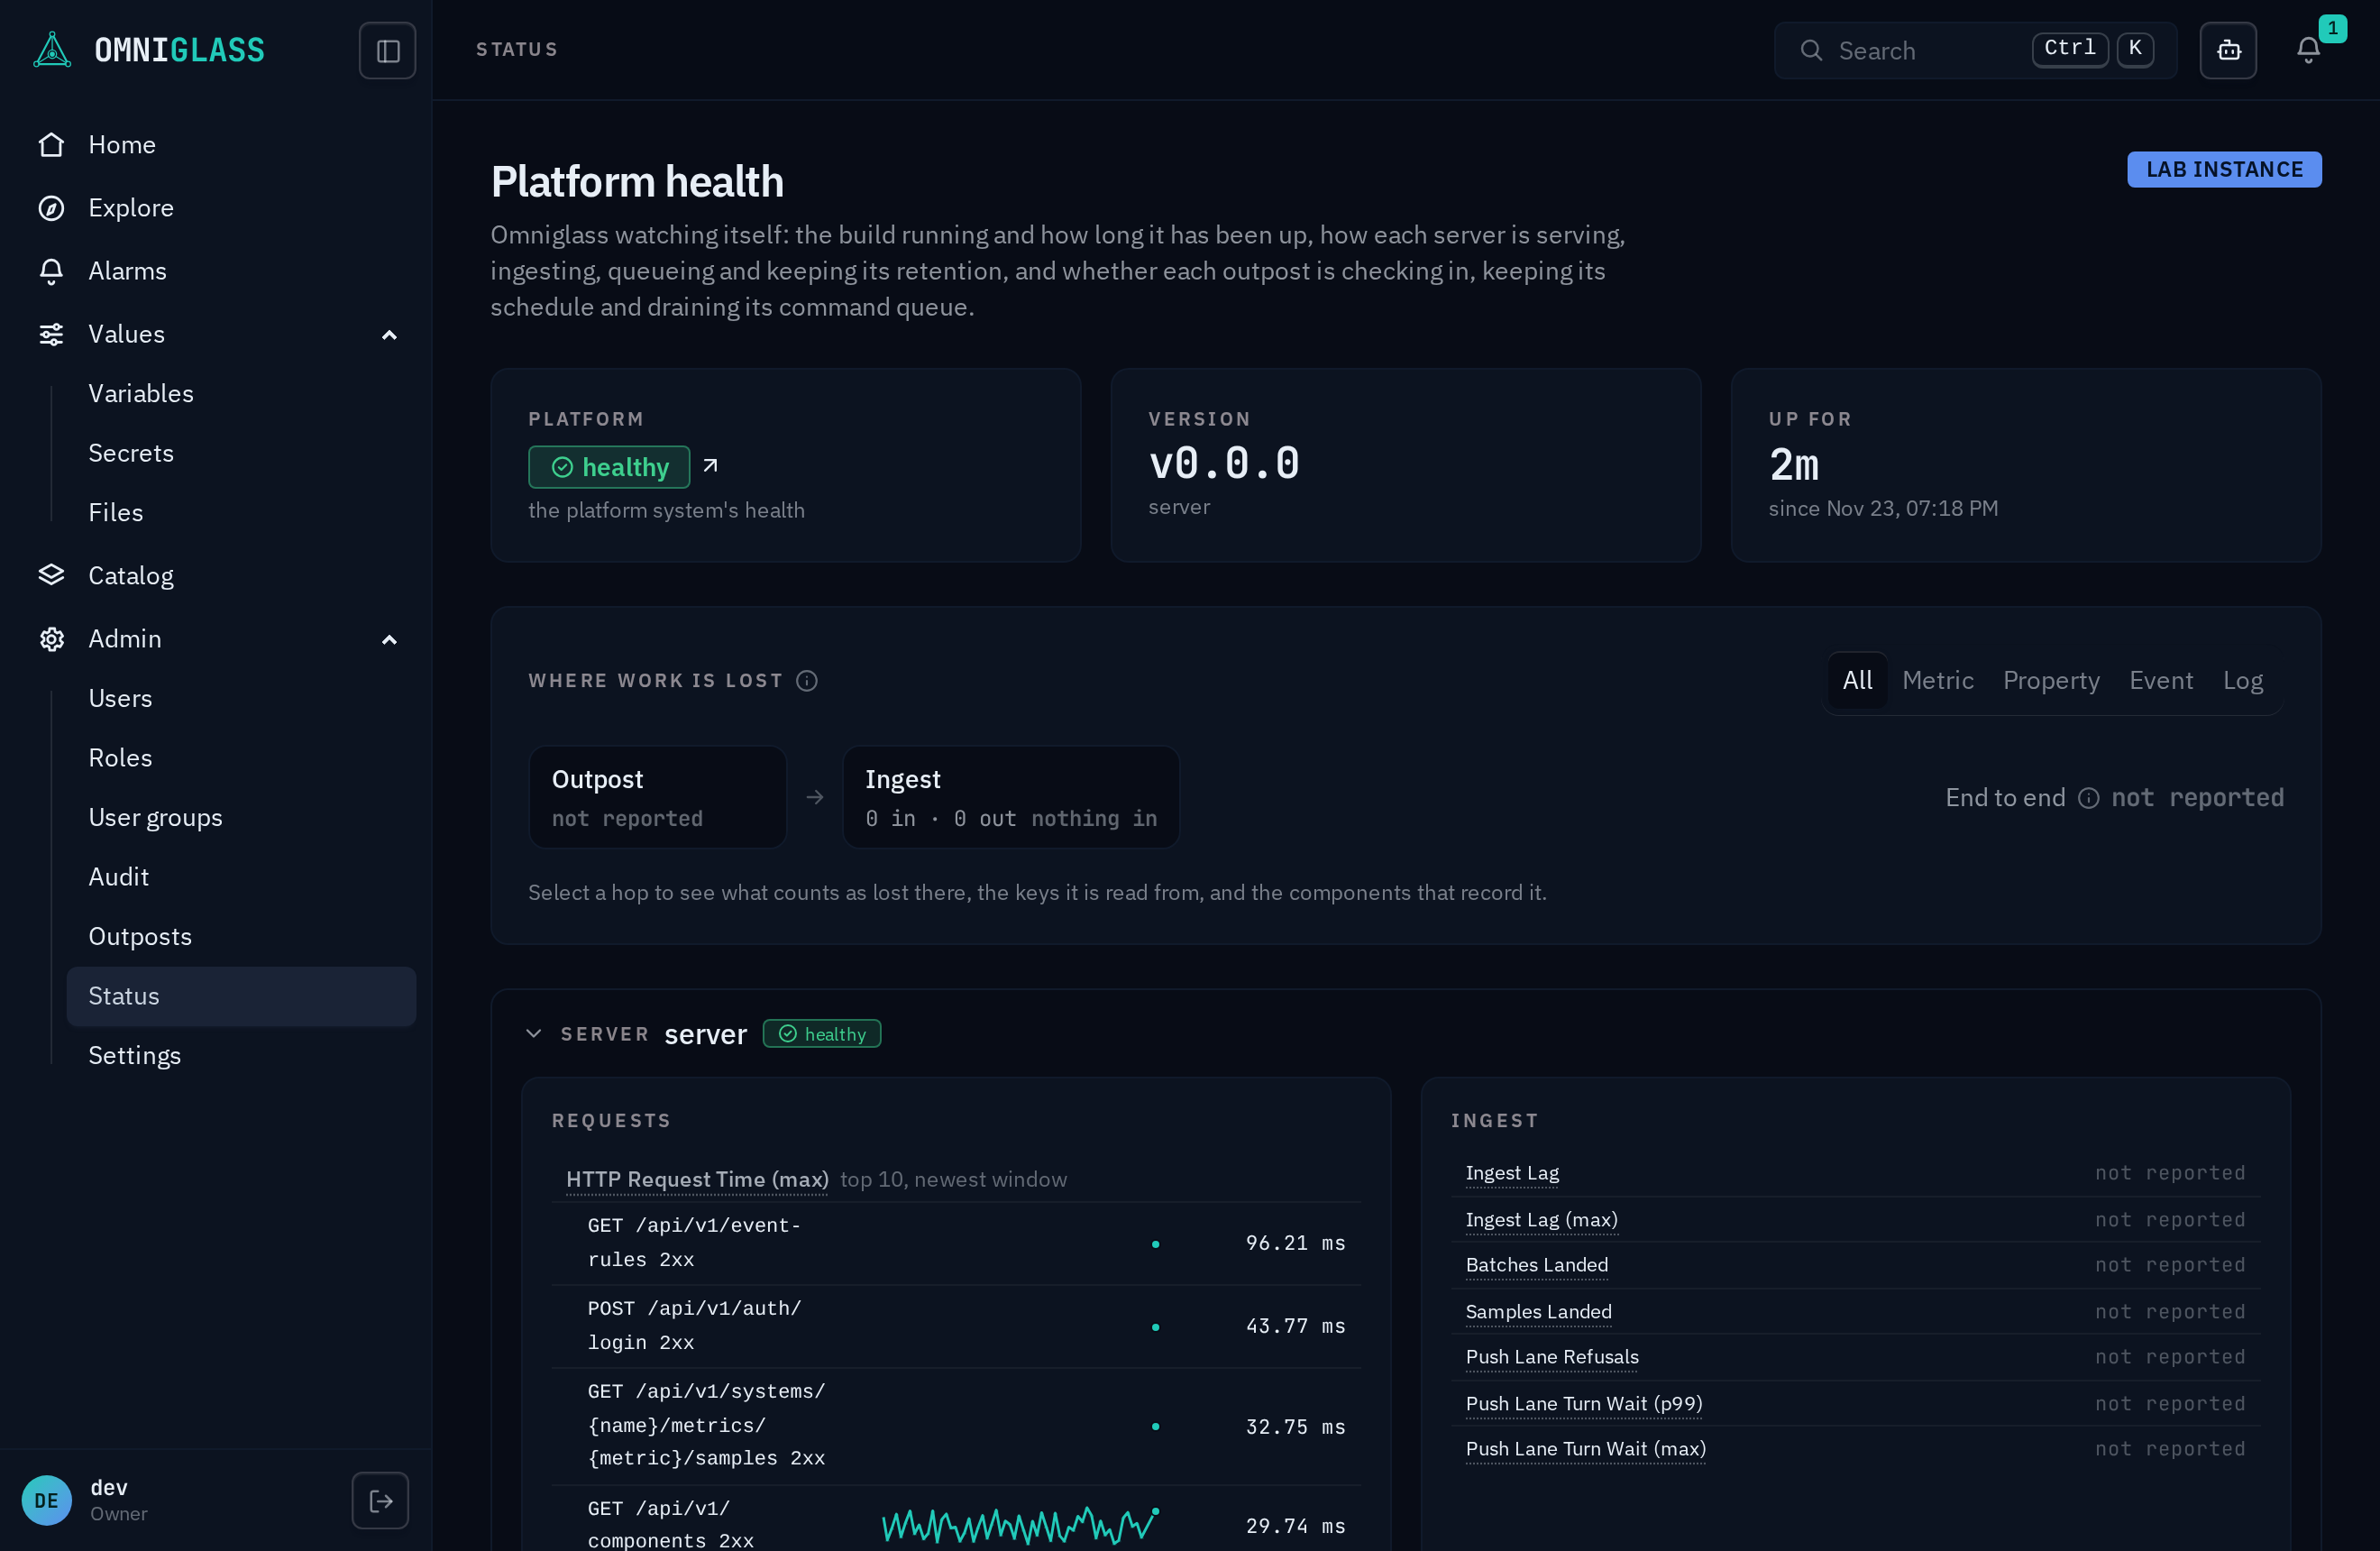 OMNIGLASS
Home
Explore
Alarms
Values
Variables
Secrets
Files
Catalog
Admin
Users
Roles
User groups
Audit
Outposts
Status
Settings
DE
dev
Owner
STATUS
Search
Ctrl K
1
Platform health
LAB INSTANCE
Omniglass watching itself: the build running and how long it has been up, how each server is serving,
ingesting, queueing and keeping its retention, and whether each outpost is checking in, keeping its
schedule and draining its command queue.
PLATFORM
healthy
the platform system's health
VERSION
v0.0.0
server
UP FOR
2m
since Nov 23, 07:18 PM
WHERE WORK IS LOST
All Metric Property Event Log
Outpost
not reported
Ingest
0 in · 0 out nothing in
End to end not reported
Select a hop to see what counts as lost there, the keys it is read from, and the components that record it.
SERVER server healthy
REQUESTS
HTTP Request Time (max) top 10, newest window
GET /api/v1/event-
rules 2xx
96.21 ms
POST /api/v1/auth/
login 2xx
43.77 ms
GET /api/v1/systems/
{name}/metrics/
{metric}/samples 2xx
32.75 ms
GET /api/v1/
components 2xx
29.74 ms
INGEST
Ingest Lag not reported
Ingest Lag (max) not reported
Batches Landed not reported
Samples Landed not reported
Push Lane Refusals not reported
Push Lane Turn Wait (p99) not reported
Push Lane Turn Wait (max) not reported